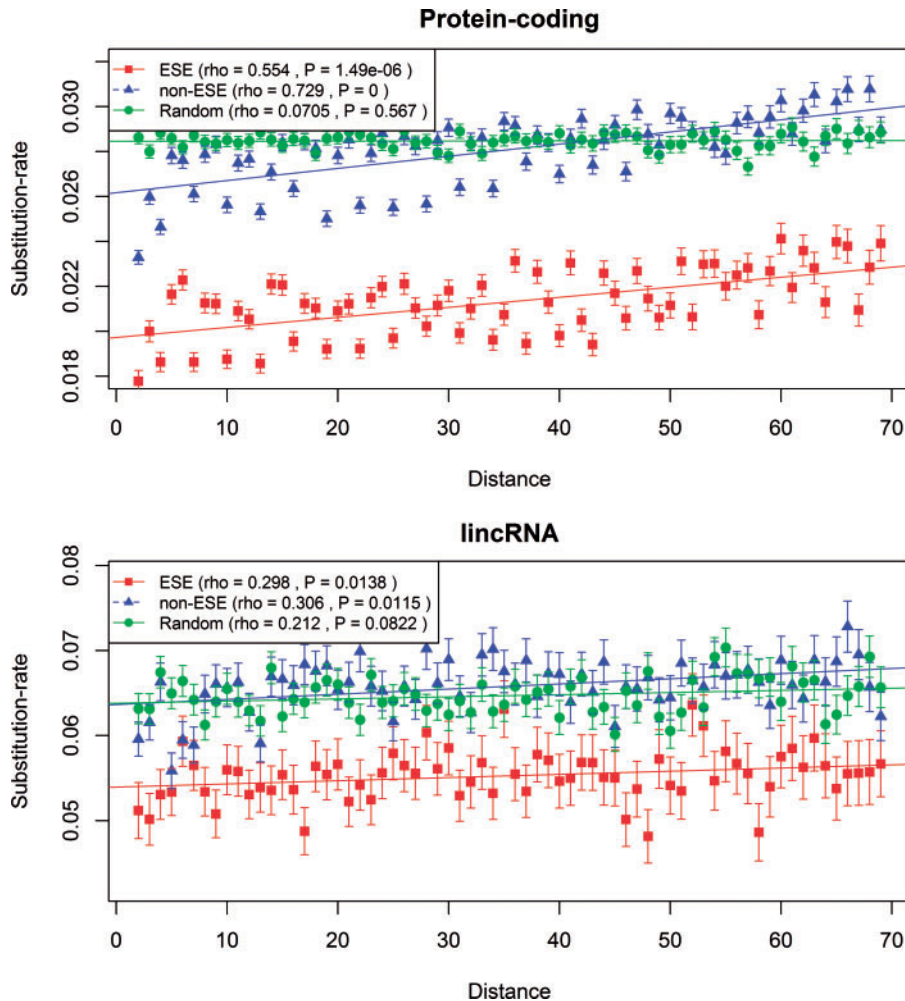 Protein-coding
ESE (rho = 0.554 , P = 1.49e-06 )
non-ESE (rho = 0.729 , P = 0 )
Random (rho = 0.0705 , P = 0.567 )
Substitution-rate
0.030
0.026
0.022
0.018
0 10 20 30 40 50 60 70
Distance
lincRNA
ESE (rho = 0.298 , P = 0.0138 )
non-ESE (rho = 0.306 , P = 0.0115 )
Random (rho = 0.212 , P = 0.0822 )
Substitution-rate
0.08
0.07
0.06
0.05
0 10 20 30 40 50 60 70
Distance